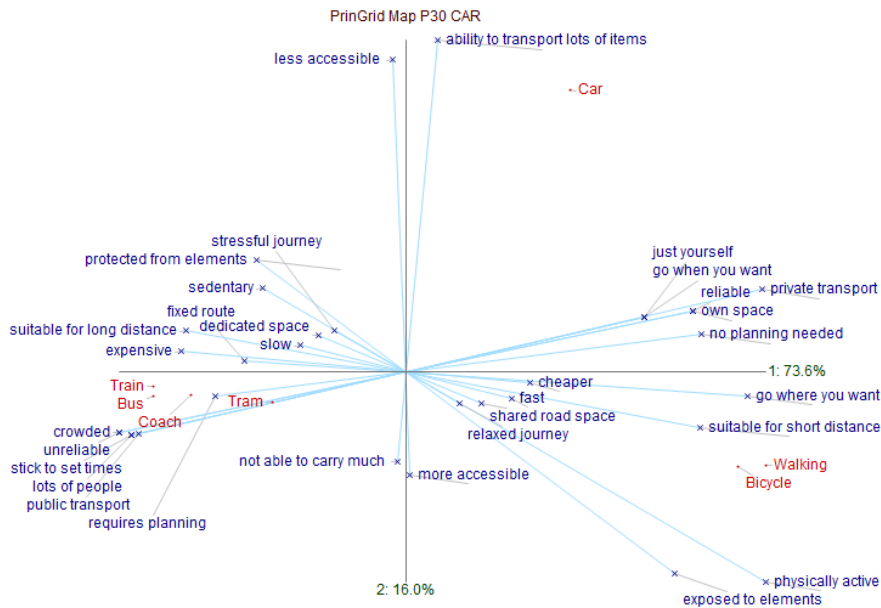 PrinGrid Map P30 CAR
ability to transport lots of items
less accessible
Car
stressful journey
protected from elements
sedentary
fixed route
dedicated space
suitable for long distance
slow
expensive
just yourself
go when you want
reliable
private transport
own space
no planning needed
1: 73.6%
cheaper
go where you want
fast
shared road space
relaxed journey
suitable for short distance
Train
Bus
Coach
Tram
crowded
unreliable
stick to set times
lots of people
public transport
requires planning
not able to carry much
more accessible
Walking
Bicycle
physically active
exposed to elements
2: 16.0%